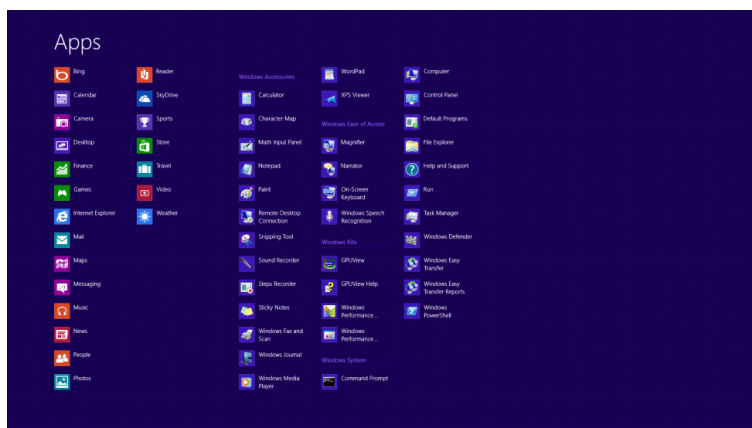 Apps
Bing
Calendar
Camera
Desktop
Finance
Games
Internet Explorer
Mail
Maps
Messaging
Music
News
People
Photos
Reader
SkyDrive
Sports
Store
Travel
Video
Weather
Windows Accessories
Calculator
Character Map
Math Input Panel
Notepad
Paint
Remote Desktop
Connection
Snipping Tool
Sound Recorder
Steps Recorder
Sticky Notes
Windows Fax and
Scan
Windows Journal
Windows Media
Player
WordPad
XPS Viewer
Windows Ease of Access
Magnifier
Narrator
On-Screen
Keyboard
Windows Speech
Recognition
Windows Kits
GPUView
GPUView Help
Windows
Performance...
Windows
Performance...
Windows System
Command Prompt
Computer
Control Panel
Default Programs
File Explorer
Help and Support
Run
Task Manager
Windows Defender
Windows Easy
Transfer
Windows Easy
Transfer Reports
Windows
PowerShell